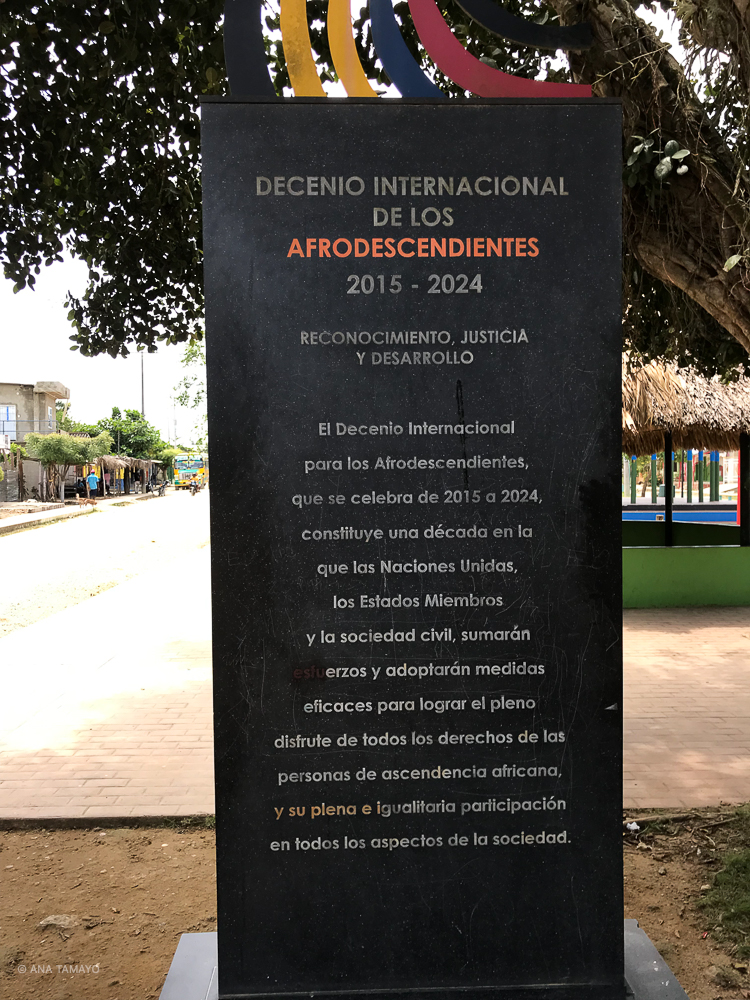 DECENIO INTERNACIONAL
DE LOS
AFRODESCENDIENTES
2015 - 2024
RECONOCIMIENTO, JUSTICIA
Y DESARROLLO
El Decenio Internacional
para los Afrodescendientes,
que se celebra de 2015 a 2024,
constituye una década en la
que las Naciones Unidas,
los Estados Miembros
y la sociedad civil, sumarán
esfuerzos y adoptarán medidas
eficaces para lograr el pleno
disfrute de todos los derechos de las
personas de ascendencia africana,
y su plena e igualitaria participación
en todos los aspectos de la sociedad.
© ANA TAMAYO